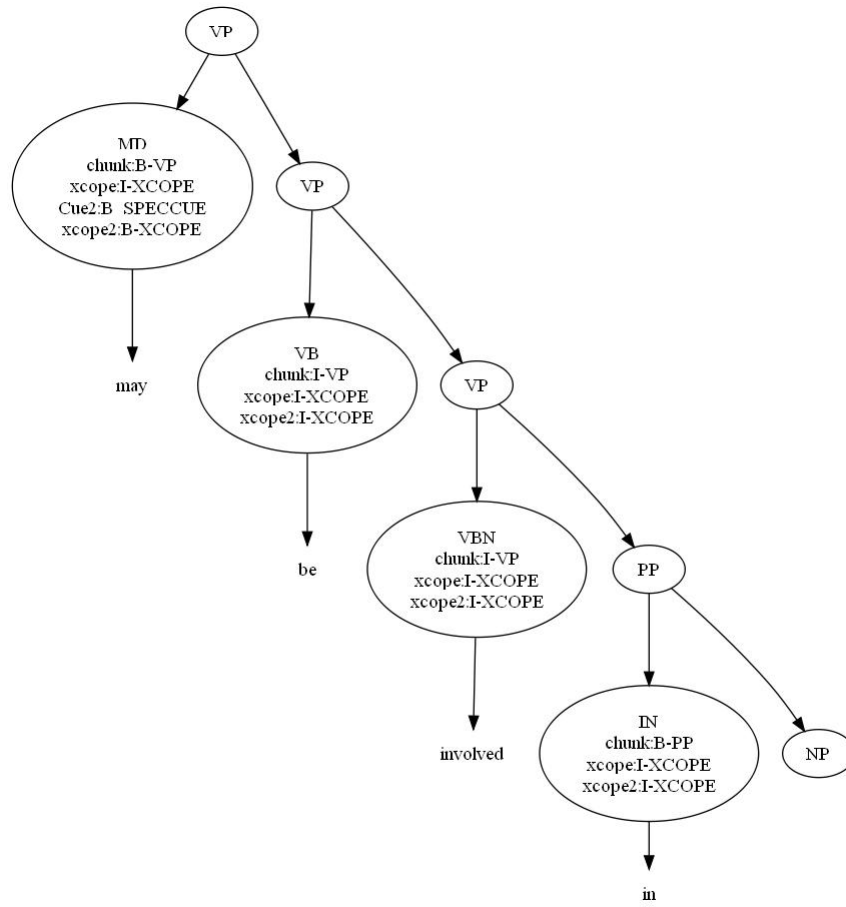 VP
MD
chunk:B-VP
xcope:I-XCOPE
Cue2:B SPECCUE
xcope2:B-XCOPE
VP
may
VB
chunk:I-VP
xcope:I-XCOPE
xcope2:I-XCOPE
VP
be
VBN
chunk:I-VP
xcope:I-XCOPE
xcope2:I-XCOPE
PP
involved
IN
chunk:B-PP
xcope:I-XCOPE
xcope2:I-XCOPE
NP
in